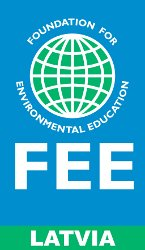 FOUNDATION FOR
ENVIRONMENTAL EDUCATION
FEE
LATVIA